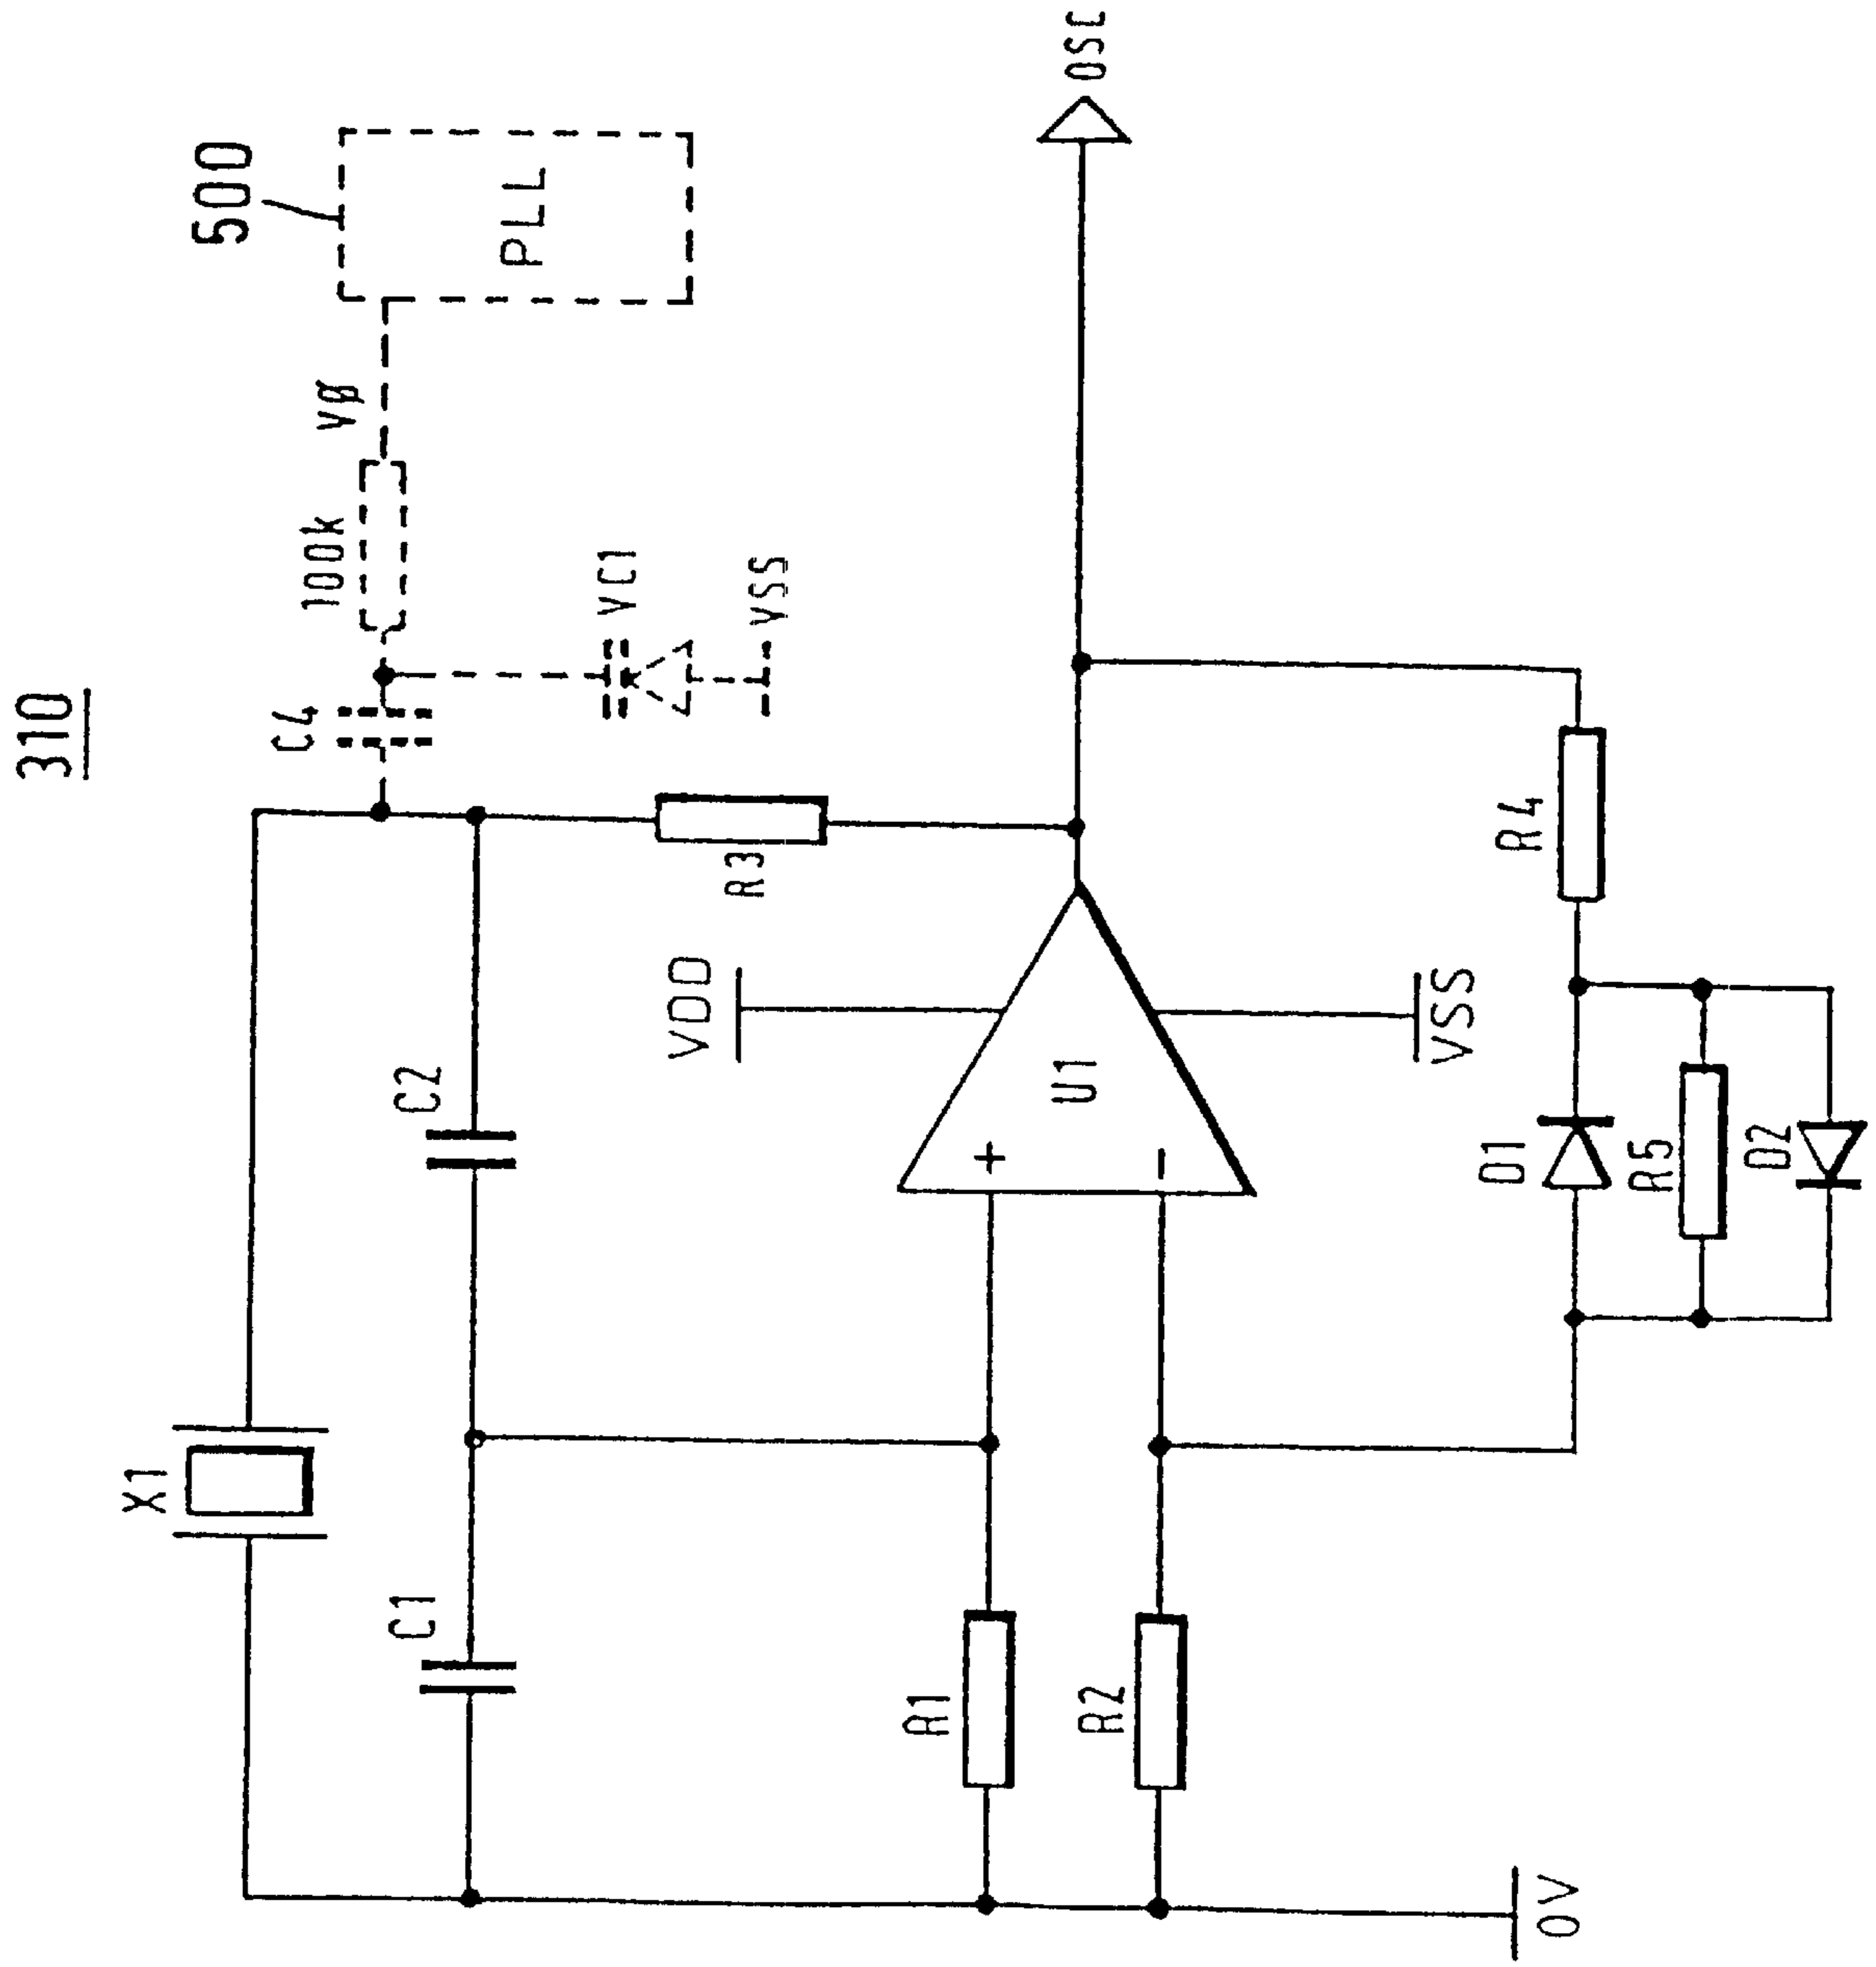 310
500
PLL
VØ
100k
C4
VC1
VSS
OSC
X1
C2
C1
R3
VDD
+
U1
-
VSS
R4
R1
R2
D1
R5
D2
0V